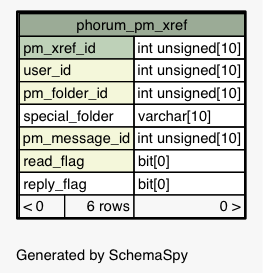 phorum_pm_xref
pm_xref_id int unsigned[10]
user_id int unsigned[10]
pm_folder_id int unsigned[10]
special_folder varchar[10]
pm_message_id int unsigned[10]
read_flag bit[0]
reply_flag bit[0]
< 0 6 rows 0 >
Generated by SchemaSpy